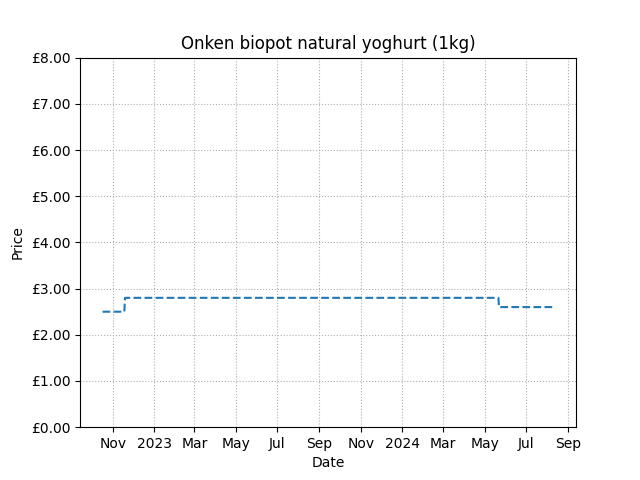 Onken biopot natural yoghurt (1kg)
£8.00
£7.00
£6.00
£5.00
£4.00
£3.00
£2.00
£1.00
£0.00
Price
Nov 2023 Mar May Jul Sep Nov 2024 Mar May Jul Sep
Date